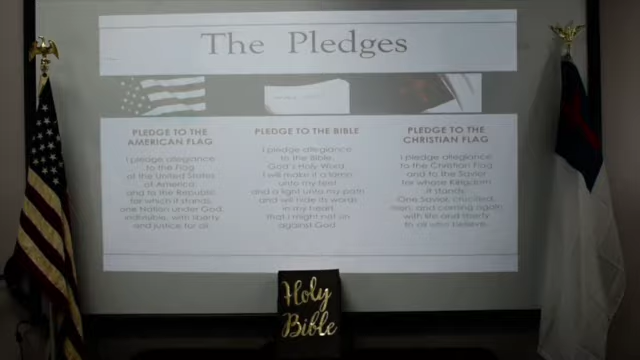 The Pledges
PLEDGE TO THE
AMERICAN FLAG
I pledge allegiance
to the Flag
of the United States
of America
and to the Republic
for which it stands,
one Nation under God,
indivisible, with liberty
and justice for all.
PLEDGE TO THE BIBLE
I pledge allegiance
to the Bible,
God's Holy Word.
I will make it a lamp
unto my feet
and a light unto my path
and will hide its words
in my heart
that I might not sin
against God.
PLEDGE TO THE
CHRISTIAN FLAG
I pledge allegiance
to the Christian Flag
and to the Savior
for whose Kingdom
it stands.
One Savior, crucified,
risen, and coming again
with life and liberty
to all who believe.
Holy
Bible